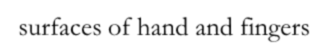 surfaces of hand and fingers